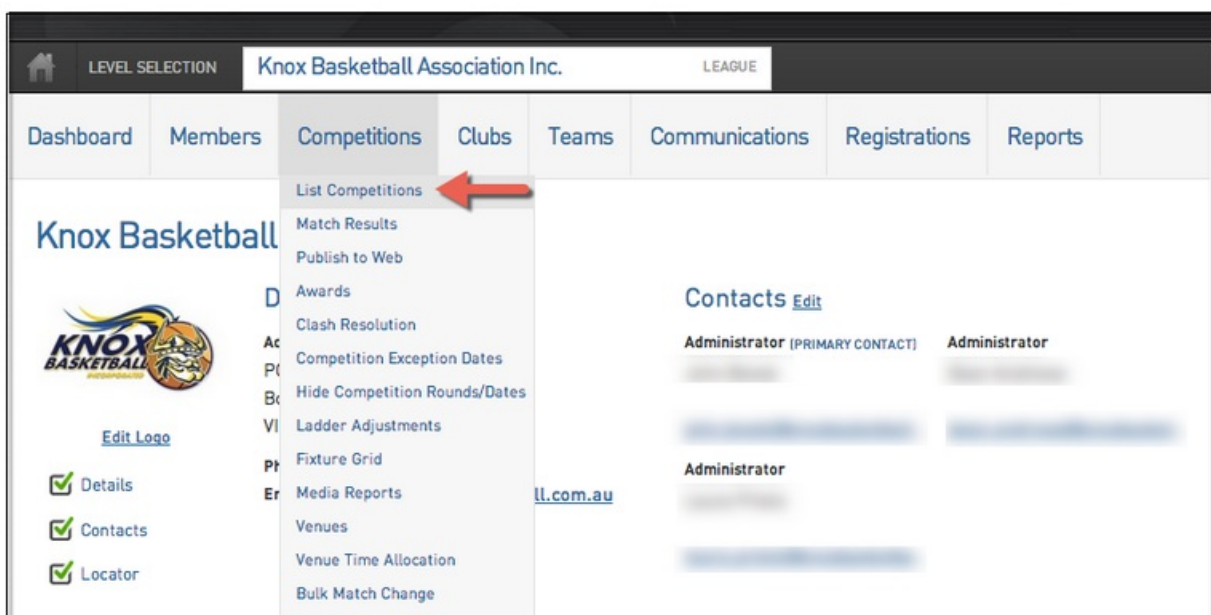 LEVEL SELECTION Knox Basketball Association Inc. LEAGUE
Dashboard Members Competitions Clubs Teams Communications Registrations Reports
List Competitions
Match Results
Publish to Web
Awards
Clash Resolution
Competition Exception Dates
Hide Competition Rounds/Dates
Ladder Adjustments
Fixture Grid
Media Reports
Venues
Venue Time Allocation
Bulk Match Change
Knox Basketball
KNOX
BASKETBALL
INCORPORATED
Edit Logo
Details
Contacts
Locator
ll.com.au
Contacts Edit
Administrator (PRIMARY CONTACT) Administrator
Administrator